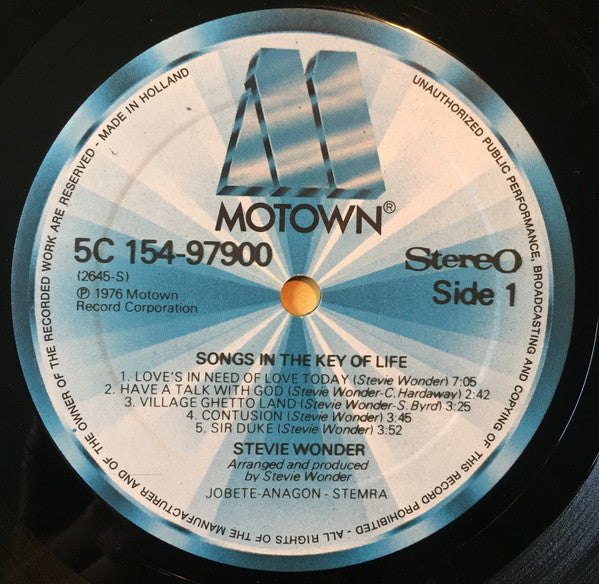 MOTOWN®
5C 154-97900
(2645-S)
℗ 1976 Motown
Record Corporation
Stereo
Side 1
SONGS IN THE KEY OF LIFE
1. LOVE'S IN NEED OF LOVE TODAY (Stevie Wonder) 7:05
2. HAVE A TALK WITH GOD (Stevie Wonder-C. Hardaway) 2:42
3. VILLAGE GHETTO LAND (Stevie Wonder-S. Byrd) 3:25
4. CONTUSION (Stevie Wonder) 3:45
5. SIR DUKE (Stevie Wonder) 3:52
STEVIE WONDER
Arranged and produced
by Stevie Wonder
JOBETE-ANAGON - STEMRA
ALL RIGHTS OF THE MANUFACTURER AND OF THE OWNER OF THE RECORDED WORK ARE RESERVED - MADE IN HOLLAND
UNAUTHORIZED PUBLIC PERFORMANCE, BROADCASTING AND COPYING OF THIS RECORD PROHIBITED -